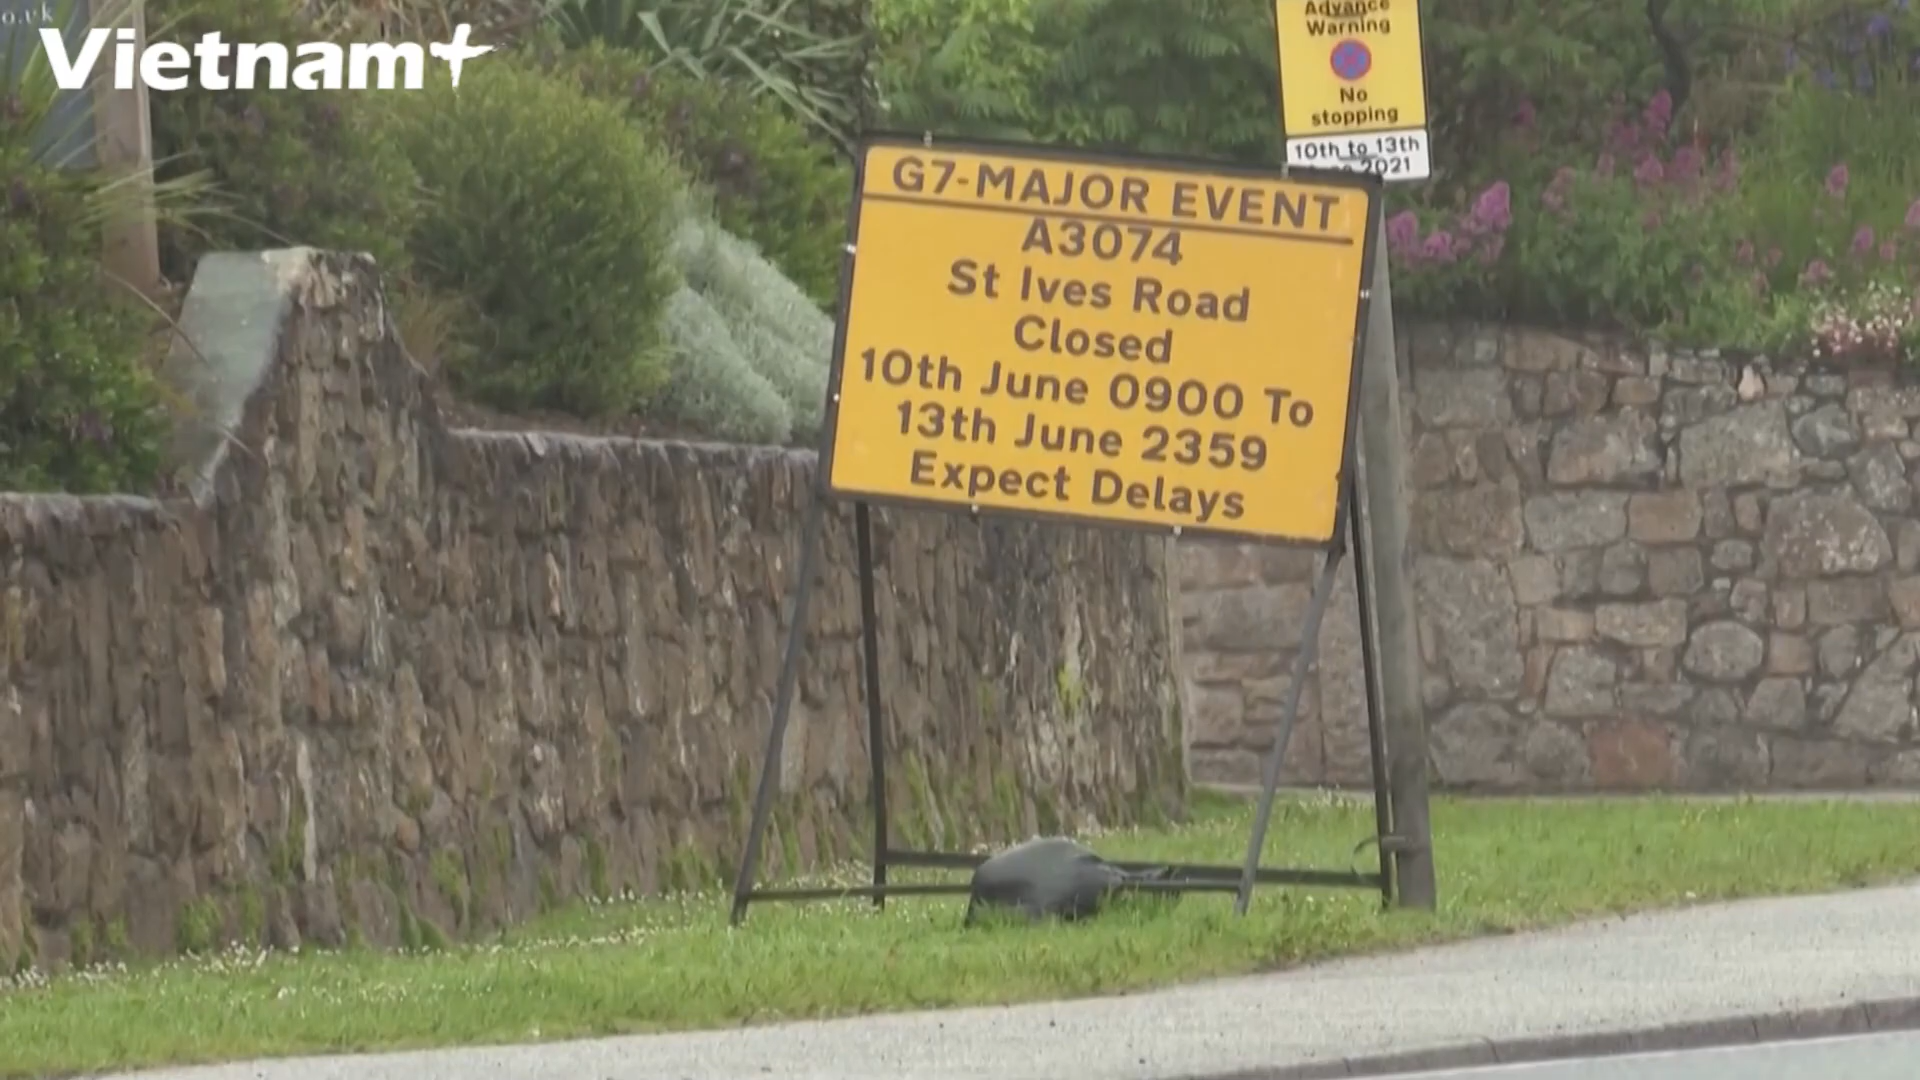 o.uk
Vietnam+
Advance
Warning
No
stopping
10th to 13th
2021
G7-MAJOR EVENT
A3074
St Ives Road
Closed
10th June 0900 To
13th June 2359
Expect Delays